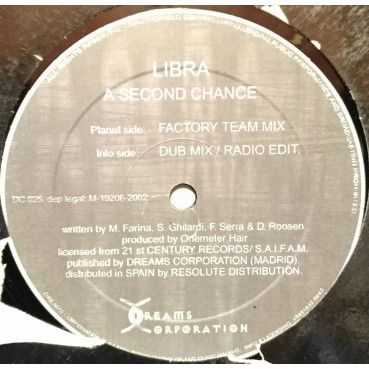 LIBRA
A SECOND CHANCE
Planet side: FACTORY TEAM MIX
Info side: DUB MIX / RADIO EDIT
DC 025, dep legal: M-19206-2002
written by M. Farina, S. Ghilardi, F. Serra & D. Roosen
produced by Onemeter Hair
licensed from 21 st CENTURY RECORDS/ S.A.I.F.A.M.
published by DREAMS CORPORATION (MADRID).
distributed in SPAIN by RESOLUTE DISTRIBUTION.
DREAMS
CORPORATION